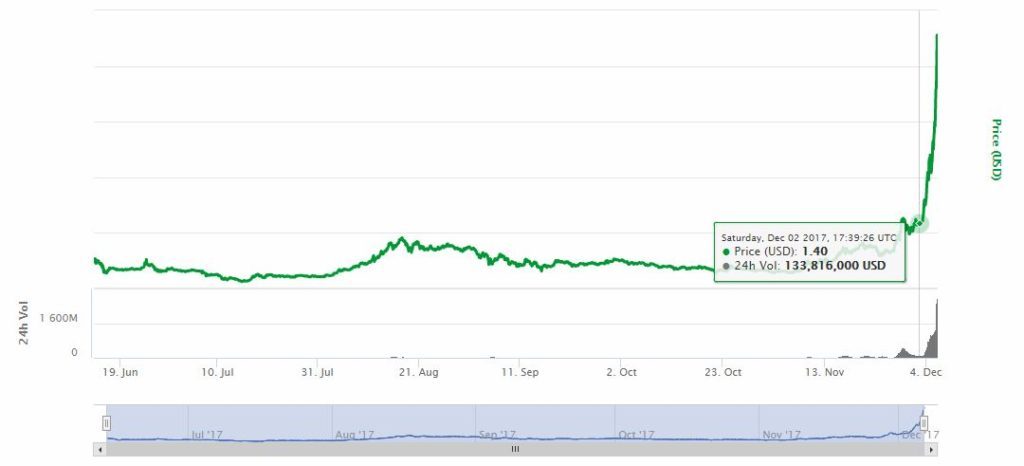 Price (USD)
Saturday, Dec 02 2017, 17:39:26 UTC
● Price (USD): 1.40
● 24h Vol: 133,816,000 USD
24h Vol
1 600M
0
19. Jun 10. Jul 31. Jul 21. Aug 11. Sep 2. Oct 23. Oct 13. Nov 4. Dec
Jul '17 Aug '17 Sep '17 Oct '17 Nov '17 Dec '17